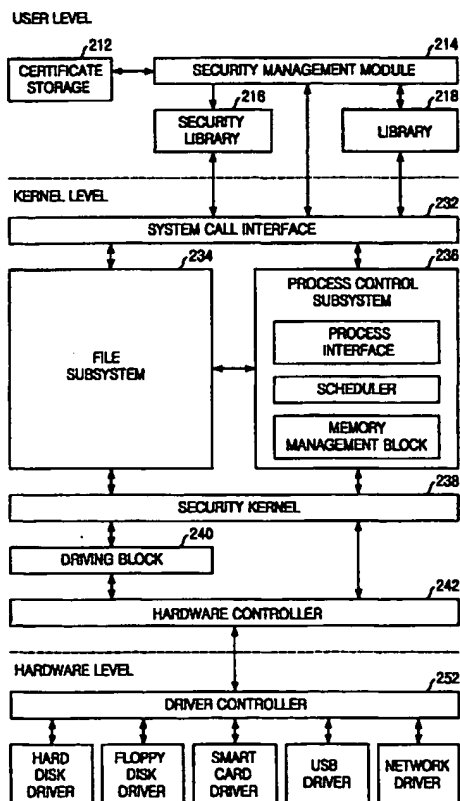 USER LEVEL
212
214
CERTIFICATE
STORAGE
SECURITY MANAGEMENT MODULE
216
218
SECURITY
LIBRARY
LIBRARY
KERNEL LEVEL
232
SYSTEM CALL INTERFACE
234
236
FILE
SUBSYSTEM
PROCESS CONTROL
SUBSYSTEM
PROCESS
INTERFACE
SCHEDULER
MEMORY
MANAGEMENT BLOCK
238
SECURITY KERNEL
240
DRIVING BLOCK
242
HARDWARE CONTROLLER
HARDWARE LEVEL
252
DRIVER CONTROLLER
HARD
DISK
DRIVER
FLOPPY
DISK
DRIVER
SMART
CARD
DRIVER
USB
DRIVER
NETWORK
DRIVER